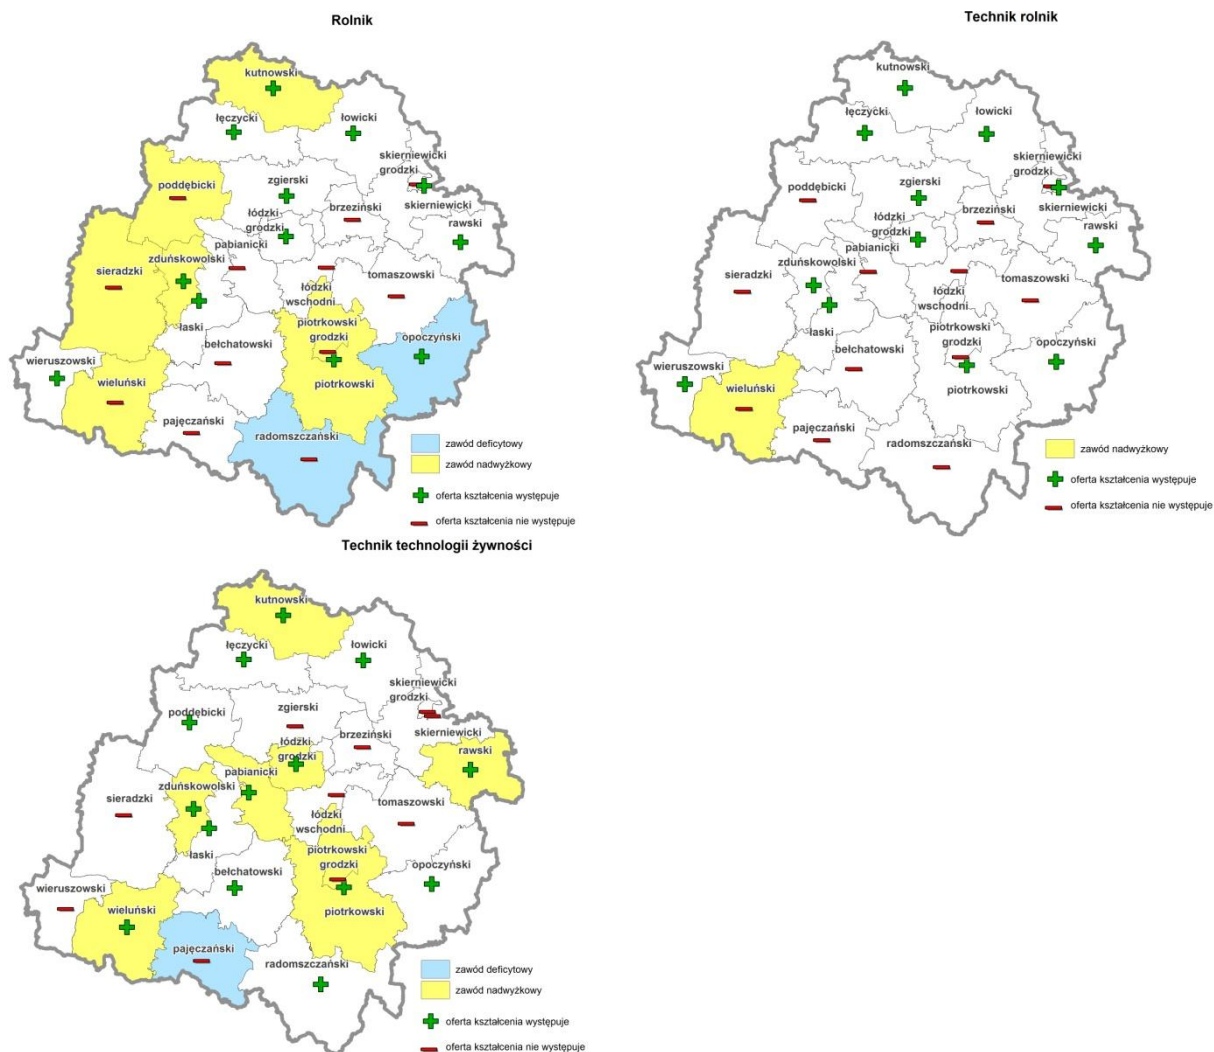 Rolnik
kutnowski
łęczycki
łowicki
skierniewicki
grodzki
poddębicki
zgierski
łódzki
grodzki
brzeziński
skierniewicki
rawski
pabianicki
zduńskowolski
sieradzki
tomaszowski
łódzki
wschodni
łaski
piotrkowski
grodzki
opoczyński
bełchatowski
wieruszowski
wieluński
piotrkowski
pajęczański
radomszczański
zawód deficytowy
zawód nadwyżkowy
oferta kształcenia występuje
oferta kształcenia nie występuje
Technik rolnik
kutnowski
łęczycki
łowicki
skierniewicki
grodzki
poddębicki
zgierski
brzeziński
skierniewicki
łódzki
grodzki
rawski
pabianicki
zduńskowolski
sieradzki
tomaszowski
łódzki
wschodni
łaski
piotrkowski
grodzki
opoczyński
bełchatowski
wieruszowski
wieluński
piotrkowski
pajęczański
radomszczański
zawód nadwyżkowy
oferta kształcenia występuje
oferta kształcenia nie występuje
Technik technologii żywności
kutnowski
łęczycki
łowicki
skierniewicki
grodzki
poddębicki
zgierski
brzeziński
skierniewicki
łódzki
grodzki
rawski
pabianicki
zduńskowolski
sieradzki
tomaszowski
łódzki
wschodni
łaski
piotrkowski
grodzki
opoczyński
bełchatowski
wieruszowski
wieluński
piotrkowski
pajęczański
radomszczański
zawód deficytowy
zawód nadwyżkowy
oferta kształcenia występuje
oferta kształcenia nie występuje